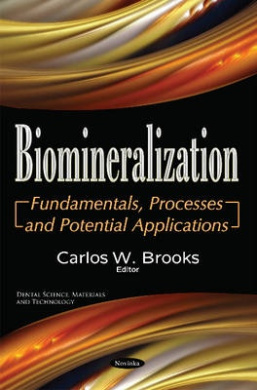 Biomineralization
Fundamentals, Processes
and Potential Applications
Carlos W. Brooks
Editor
Dental Science, Materials
and Technology
Novinka